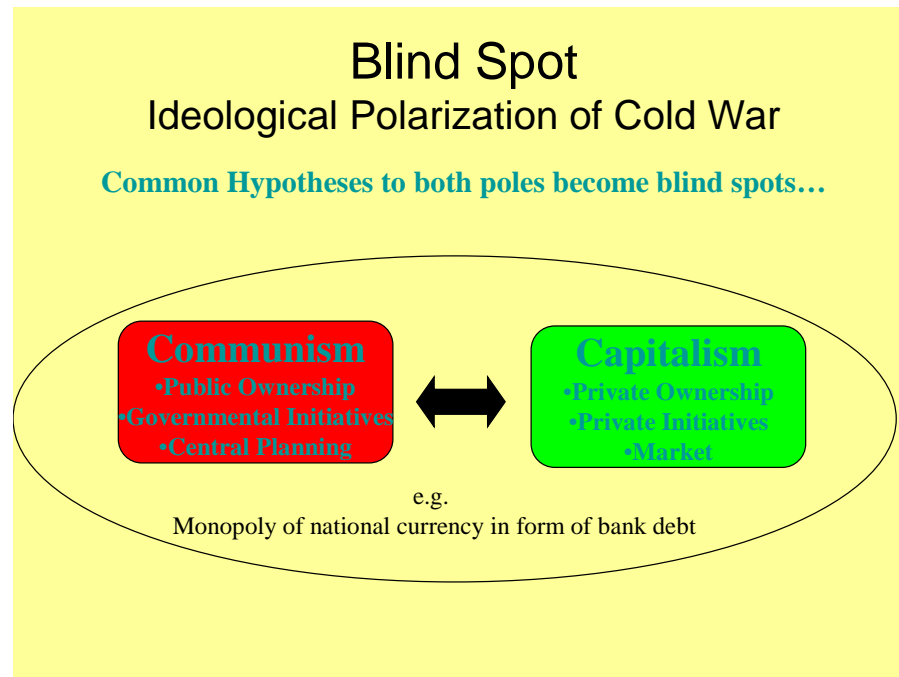 Blind Spot
Ideological Polarization of Cold War
Common Hypotheses to both poles become blind spots…
Communism
•Public Ownership
•Governmental Initiatives
•Central Planning
Capitalism
•Private Ownership
•Private Initiatives
•Market
e.g.
Monopoly of national currency in form of bank debt